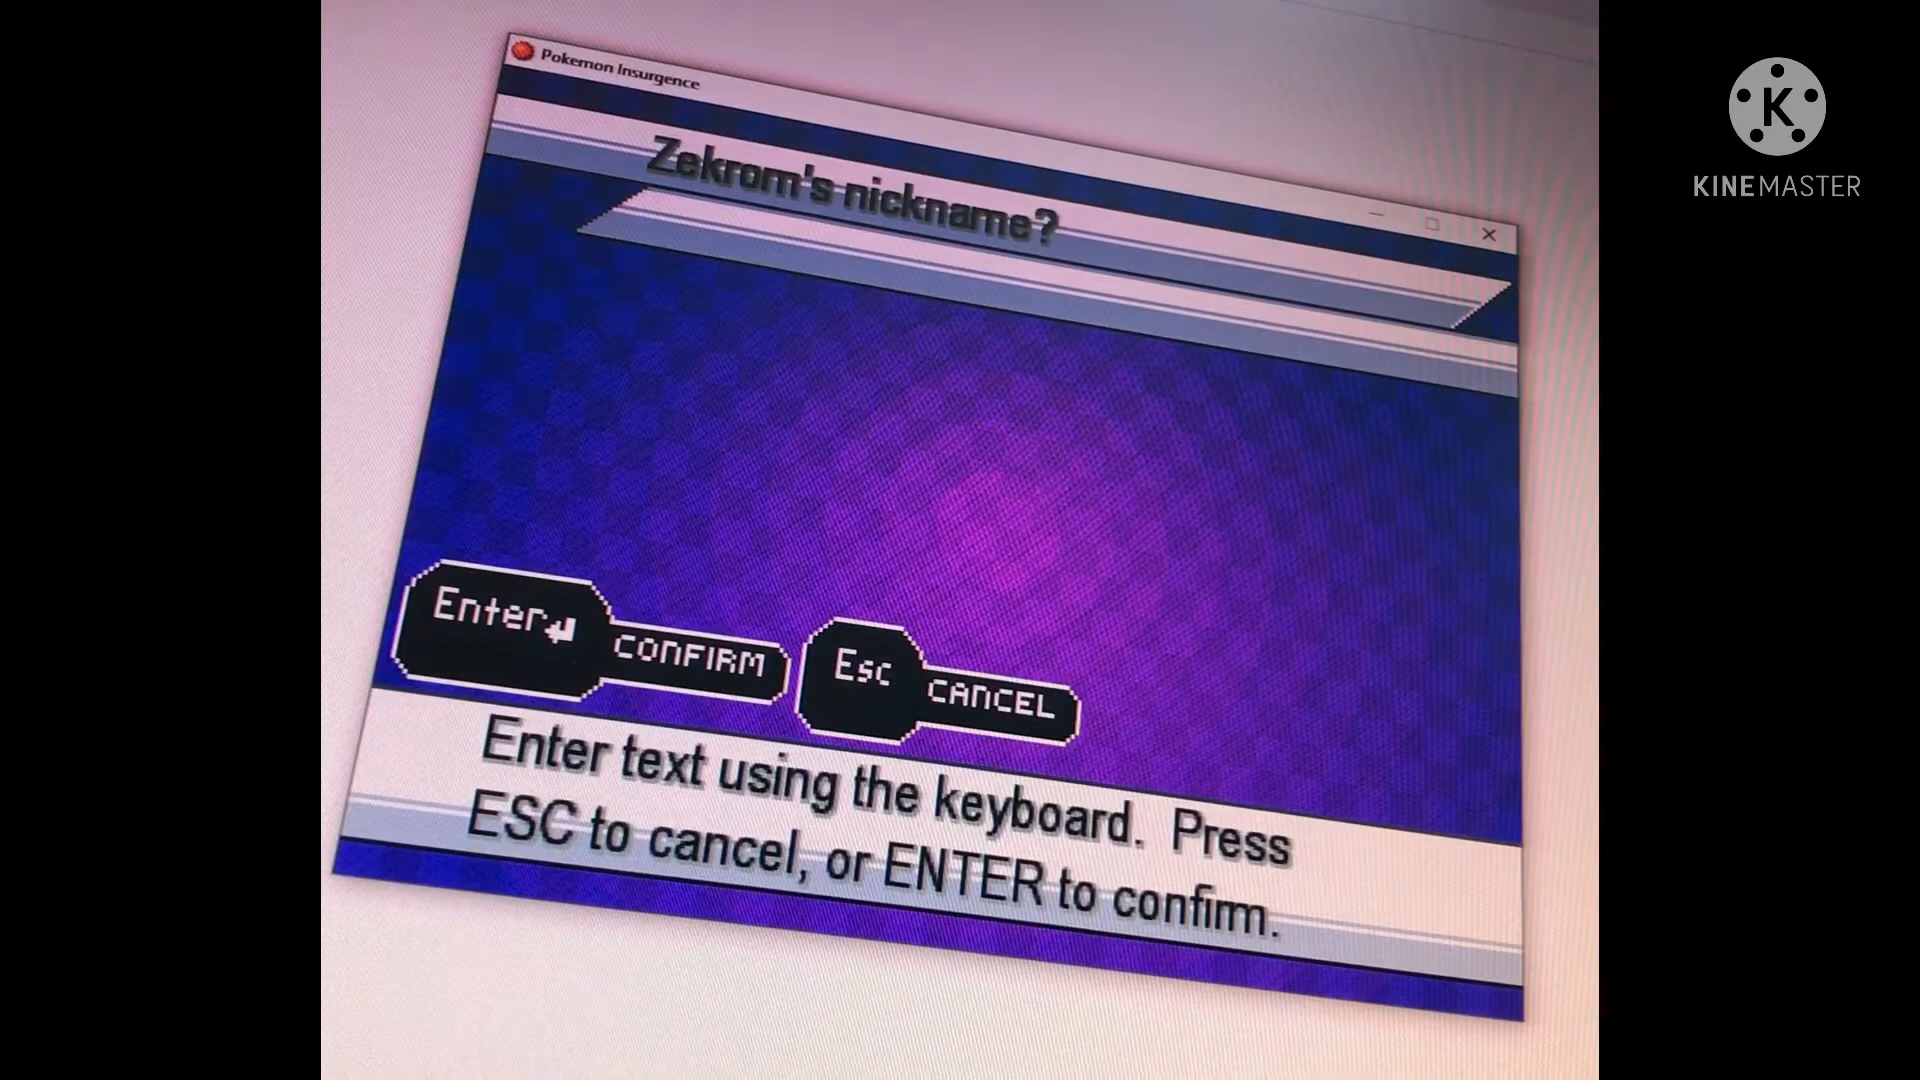 Pokemon Insurgence
Zekrom's nickname?
Enter
CONFIRM
Esc
CANCEL
Enter text using the keyboard. Press
ESC to cancel, or ENTER to confirm.
K
KINEMASTER